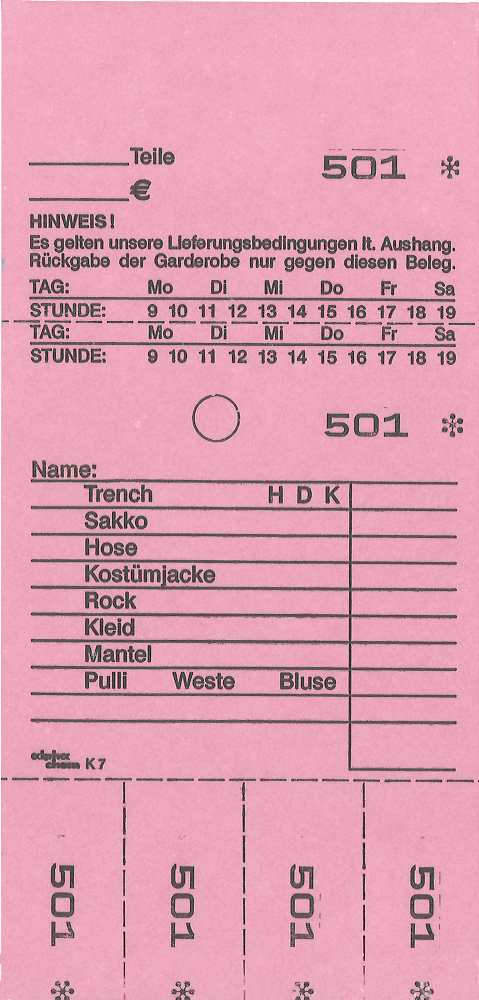 Teile 501 *
€
HINWEIS!
Es gelten unsere Lieferungsbedingungen lt. Aushang.
Rückgabe der Garderobe nur gegen diesen Beleg.
TAG: Mo Di Mi Do Fr Sa
STUNDE: 9 10 11 12 13 14 15 16 17 18 19
TAG: Mo Di Mi Do Fr Sa
STUNDE: 9 10 11 12 13 14 15 16 17 18 19
501 *
Name:
Trench H D K
Sakko
Hose
Kostümjacke
Rock
Kleid
Mantel
Pulli Weste Bluse
K7
501 *
501 *
501 *
501 *